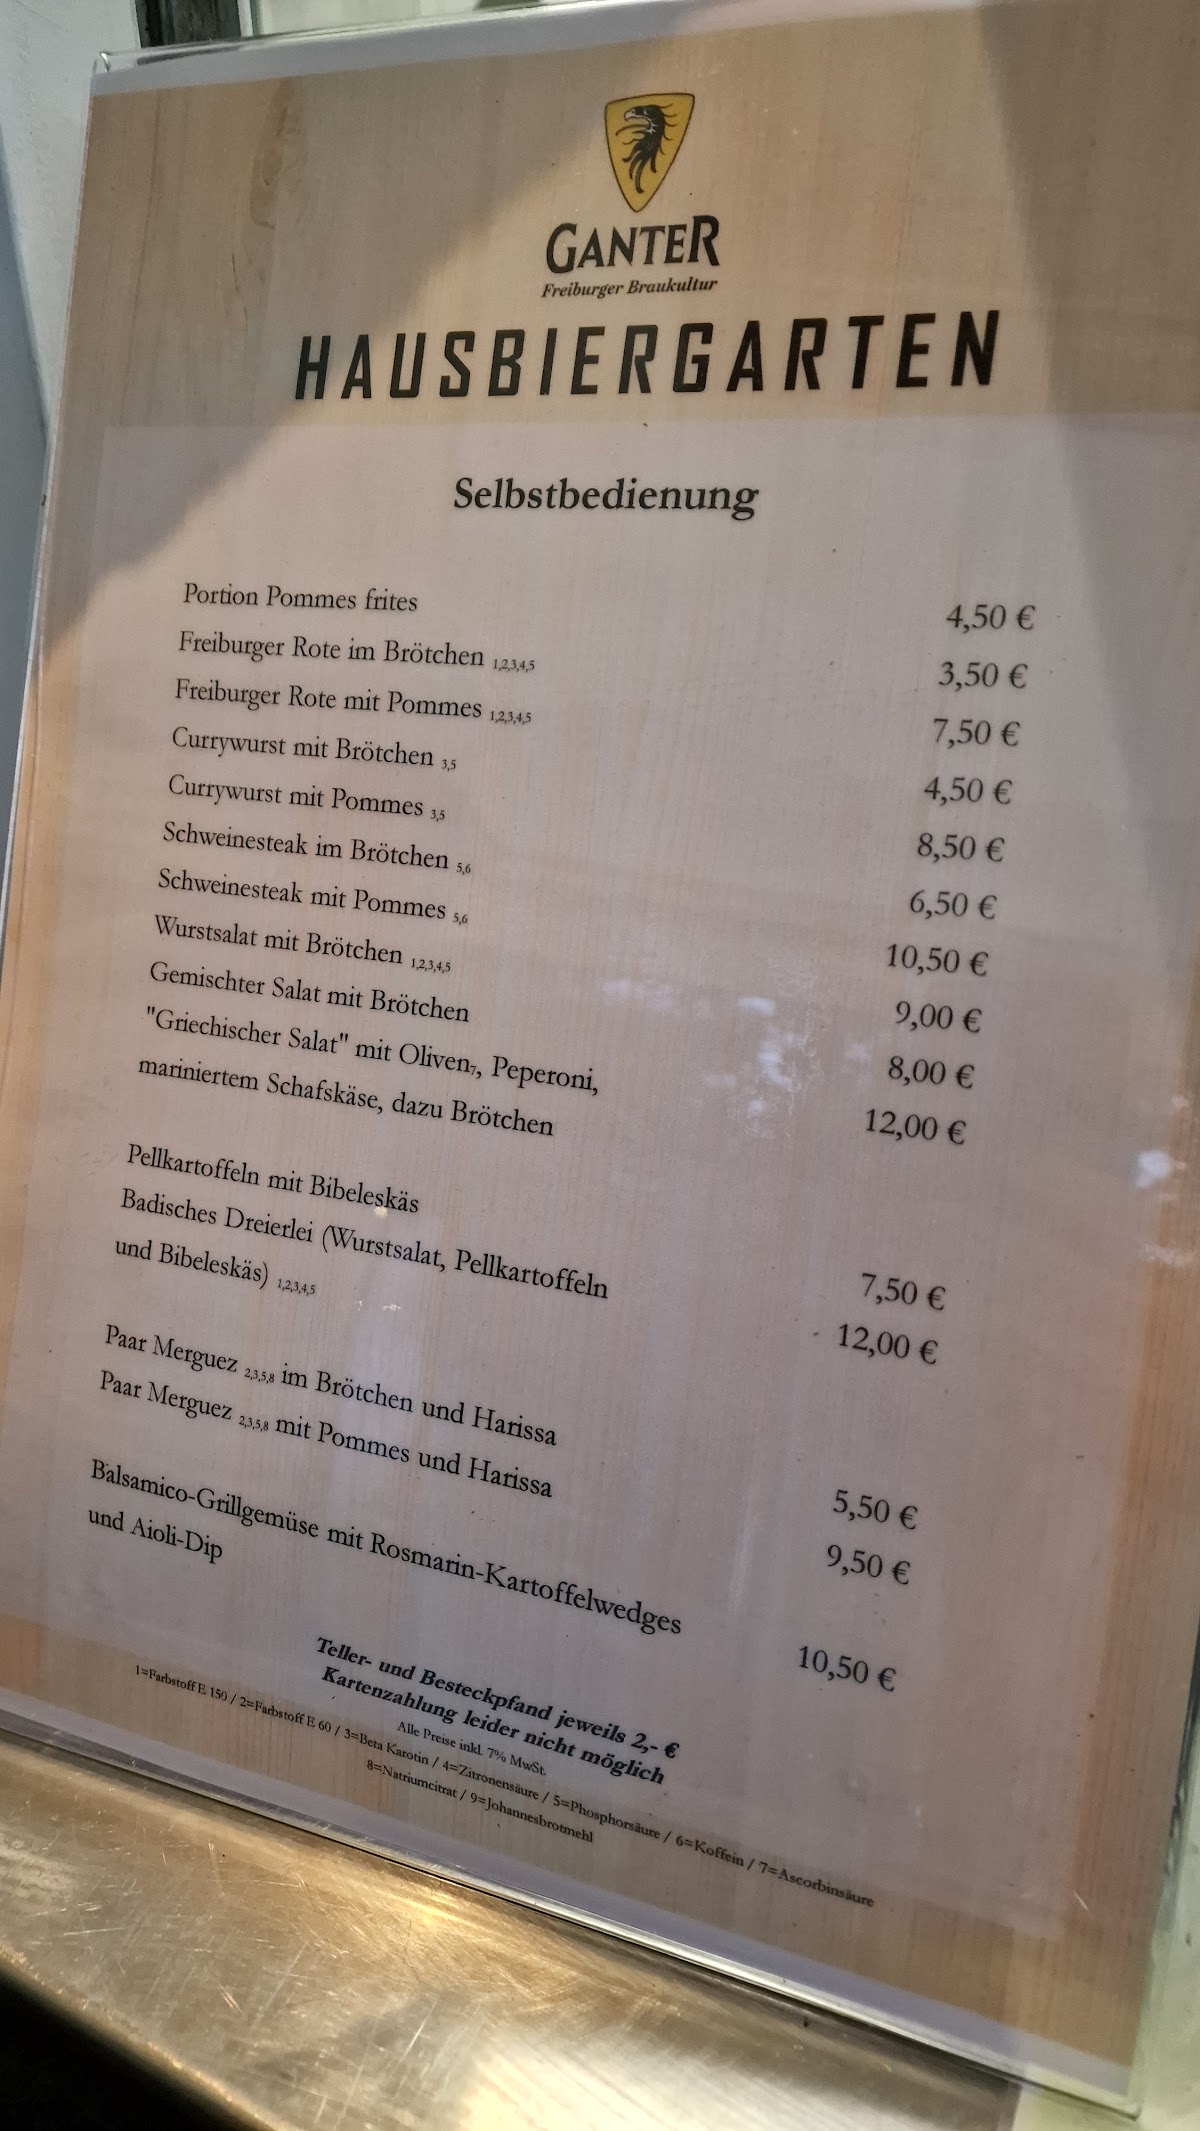 GANTER
Freiburger Braukultur
HAUSBIERGARTEN
Selbstbedienung
Portion Pommes frites 4,50 €
Freiburger Rote im Brötchen 1,2,3,4,5 3,50 €
Freiburger Rote mit Pommes 1,2,3,4,5 7,50 €
Currywurst mit Brötchen 3,5 4,50 €
Currywurst mit Pommes 3,5 8,50 €
Schweinesteak im Brötchen 5,6 6,50 €
Schweinesteak mit Pommes 5,6 10,50 €
Wurstsalat mit Brötchen 1,2,3,4,5 9,00 €
Gemischter Salat mit Brötchen 8,00 €
"Griechischer Salat" mit Oliven7, Peperoni, 12,00 €
mariniertem Schafskäse, dazu Brötchen
Pellkartoffeln mit Bibeleskäs 7,50 €
Badisches Dreierlei (Wurstsalat, Pellkartoffeln 12,00 €
und Bibeleskäs) 1,2,3,4,5
Paar Merguez 2,3,5,8 im Brötchen und Harissa 5,50 €
Paar Merguez 2,3,5,8 mit Pommes und Harissa 9,50 €
Balsamico-Grillgemüse mit Rosmarin-Kartoffelwedges 10,50 €
und Aioli-Dip
Teller- und Besteckpfand jeweils 2,- €
Kartenzahlung leider nicht möglich
Alle Preise inkl. 7% MwSt.
1=Farbstoff E 150 / 2=Farbstoff E 60 / 3=Beta Karotin / 4=Zitronensäure / 5=Phosphorsäure / 6=Koffein / 7=Ascorbinsäure
8=Natriumcitrat / 9=Johannesbrotmehl